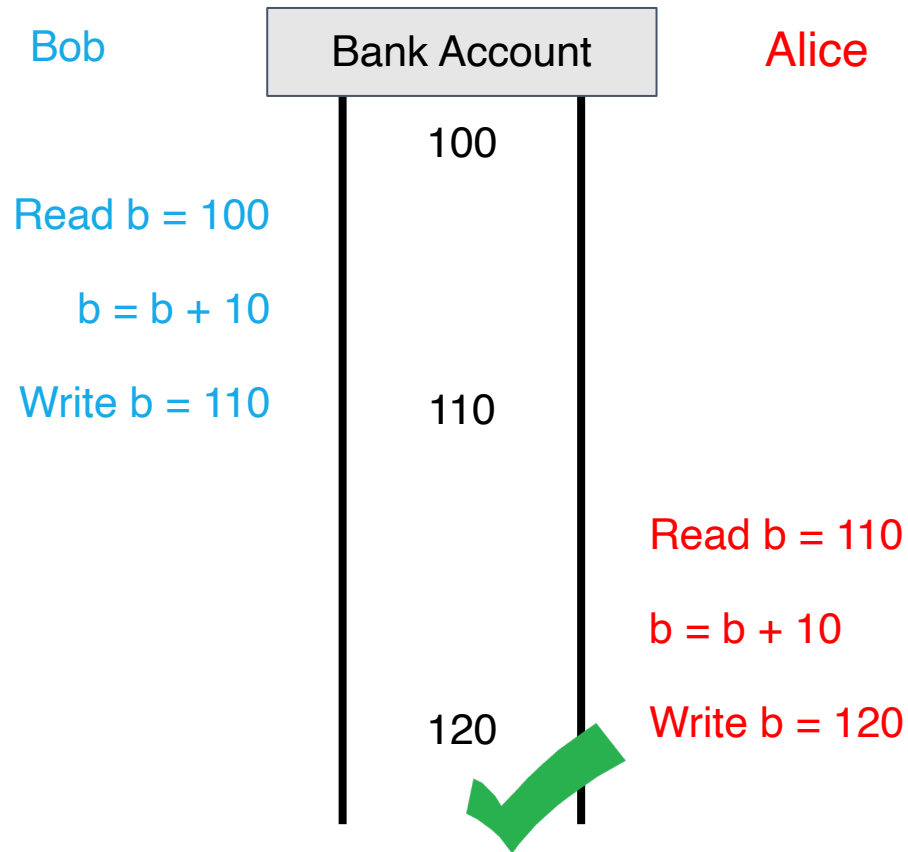 Bob
Bank Account
Alice
100
Read b = 100
b = b + 10
Write b = 110
110
Read b = 110
b = b + 10
120
Write b = 120